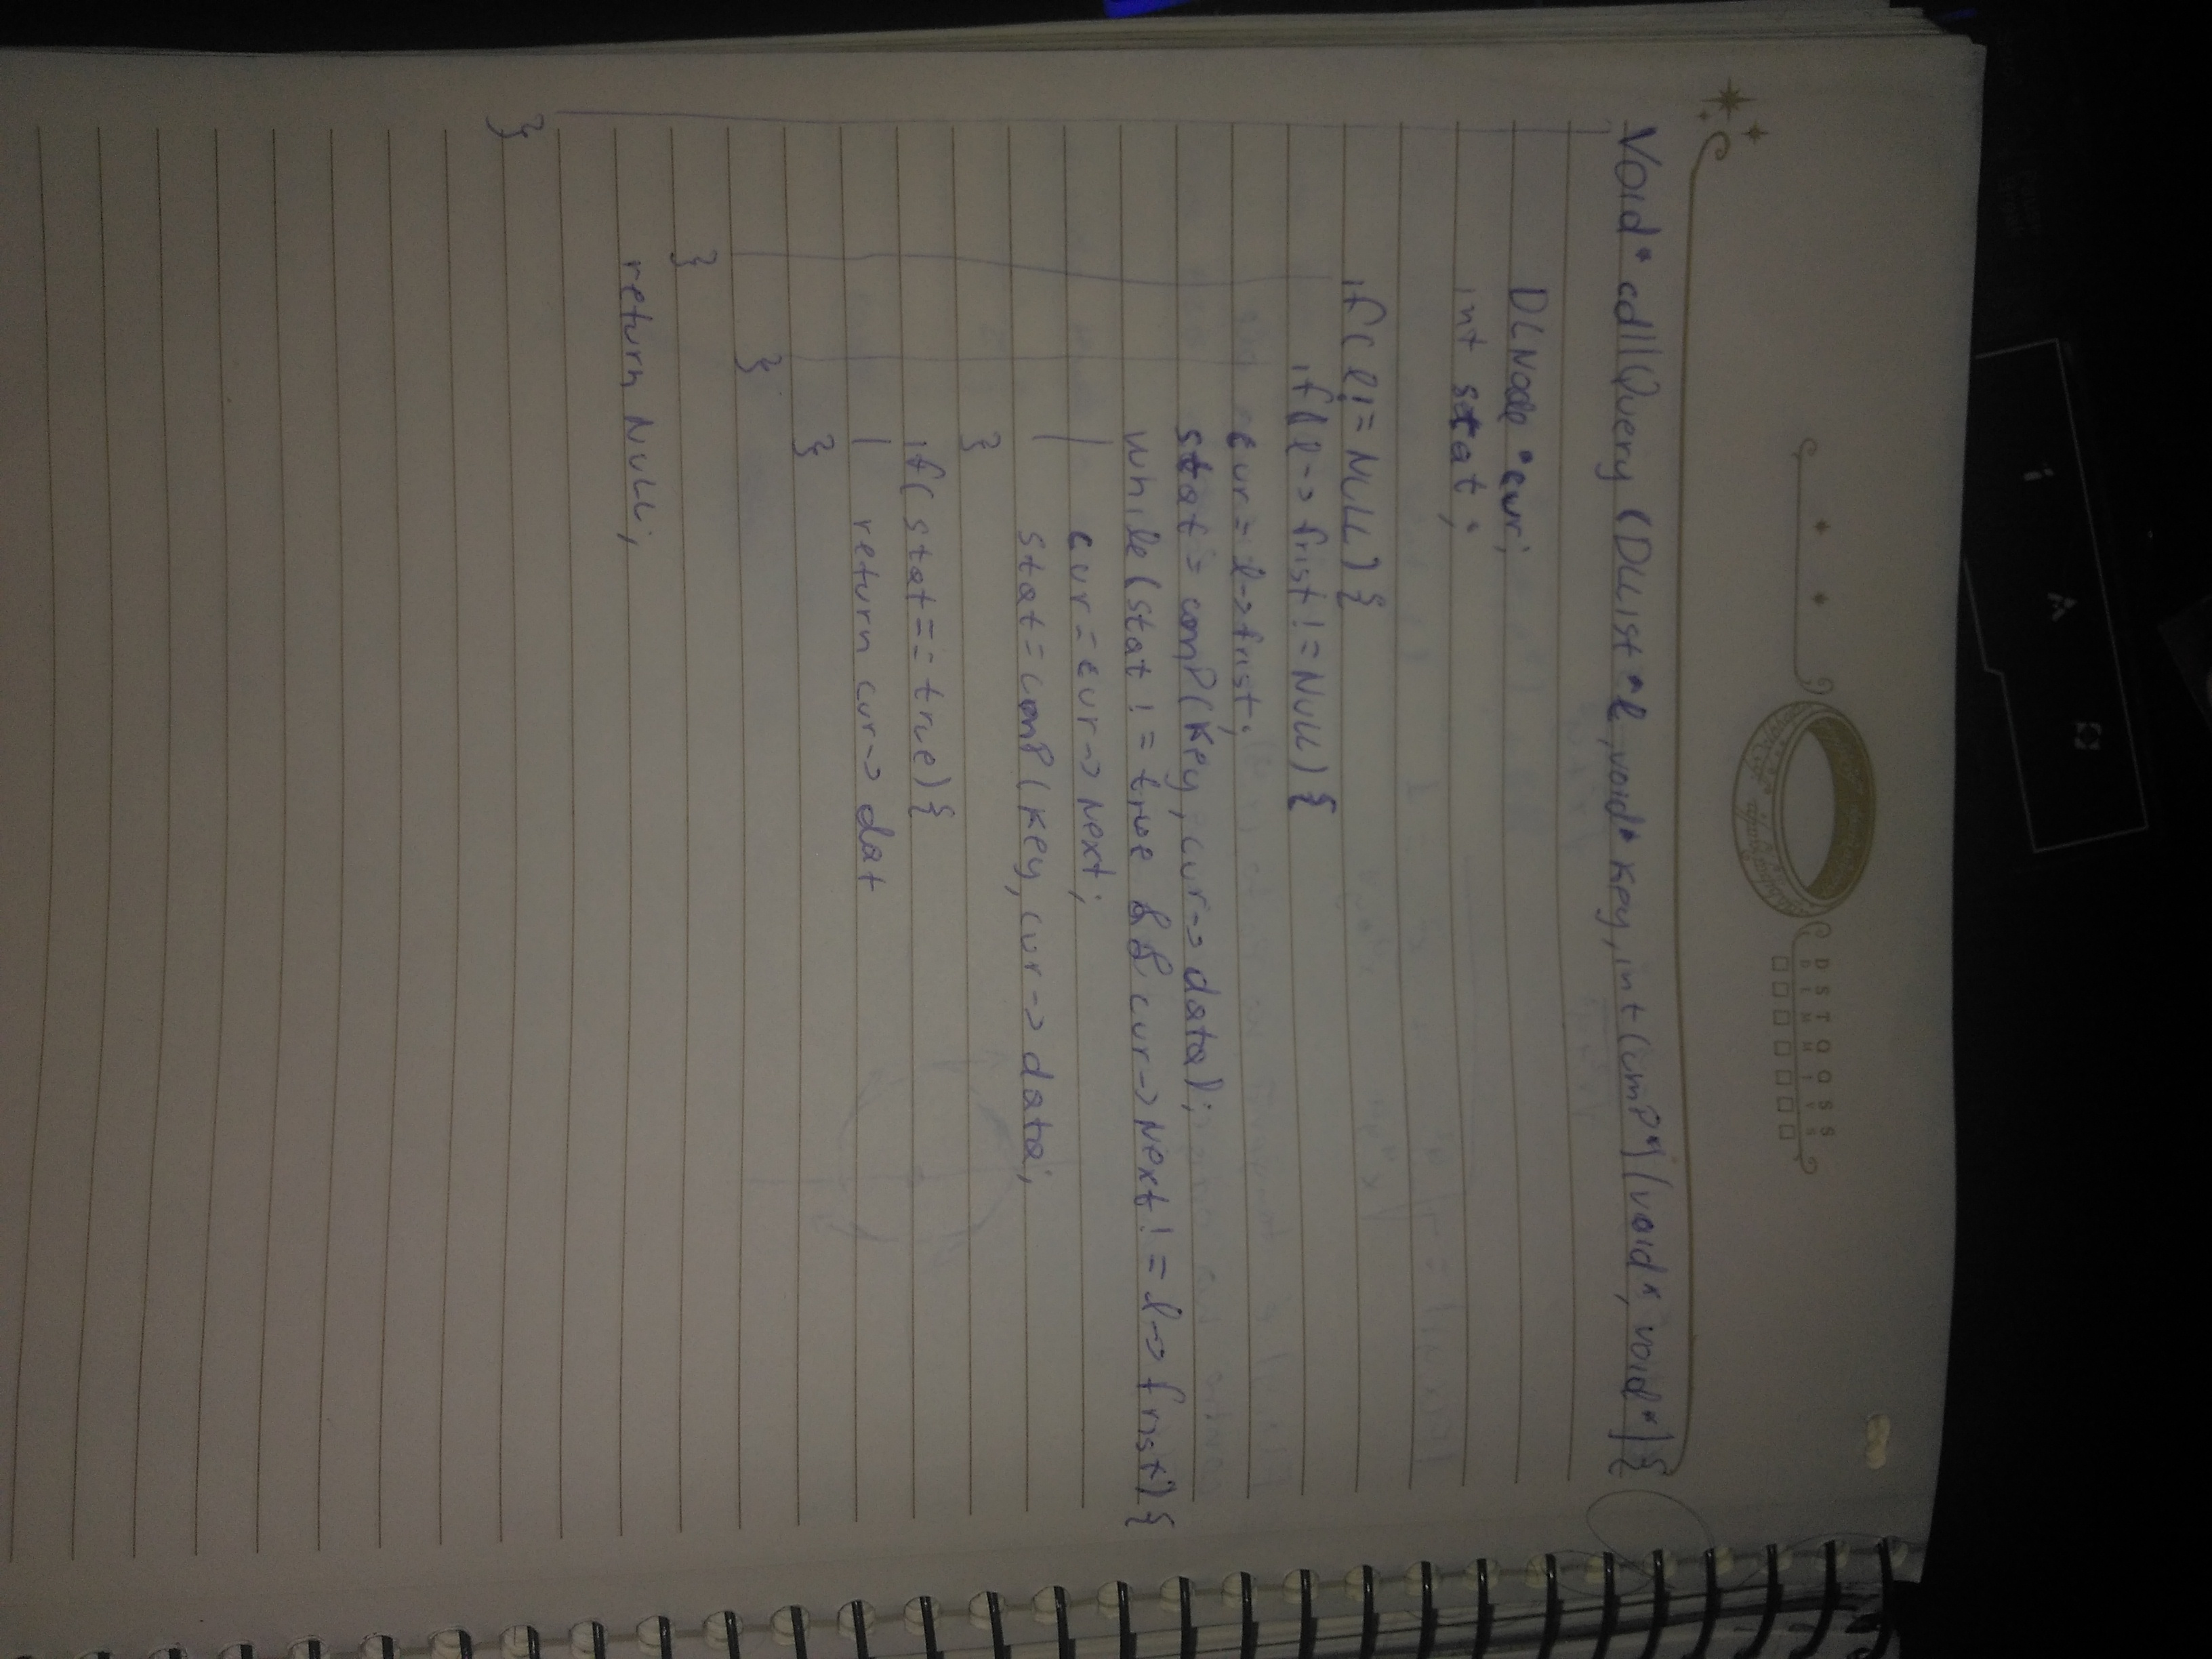 D S T Q Q S S
D L M M J V S
Void* cdllQuery (DLList *l, void* key, int (cmp*) (void*, void*) {
DLNode *cur;
int stat;
if( l != NULL) {
if( l-> frist != NULL) {
cur = l->frist;
stat = comP(Key, cur-> data);
while (stat != true && cur-> Next != l-> frist) {
cur = cur-> Next;
stat = comP( Key, cur-> data;
}
if( stat == true) {
return cur-> dat
}
}
}
return NULL;
}